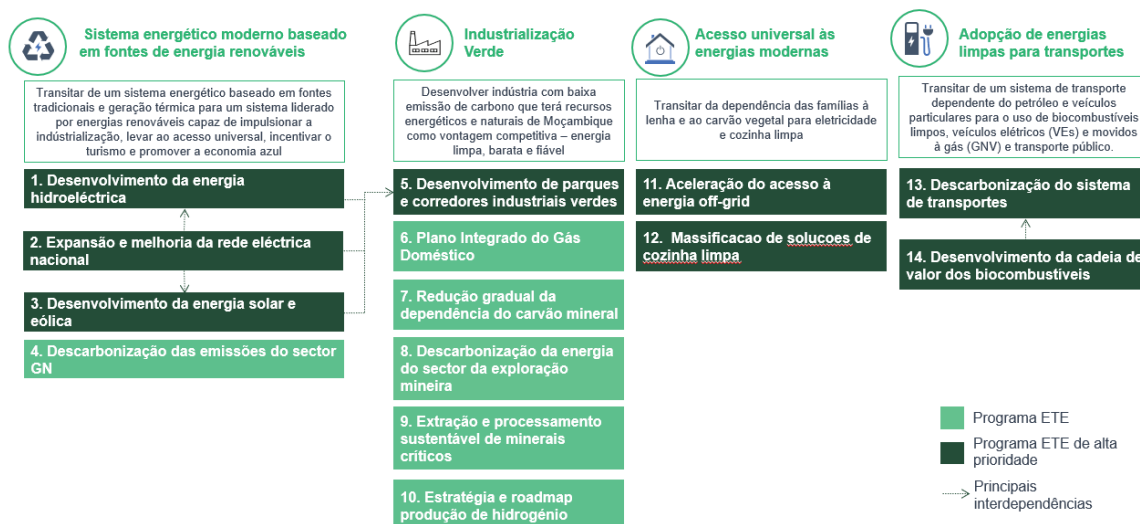 Sistema energético moderno baseado
em fontes de energia renováveis
Transitar de um sistema energético baseado em fontes
tradicionais e geração térmica para um sistema liderado
por energias renováveis capaz de impulsionar a
indústrialização, levar ao acesso universal, incentivar o
turismo e promover a economia azul
1. Desenvolvimento da energia
hidroeléctrica
2. Expansão e melhoria da rede eléctrica
nacional
3. Desenvolvimento da energia solar e
eólica
4. Descarbonização das emissões do sector
GN
Industrialização
Verde
Desenvolver indústria com baixa
emissão de carbono que terá recursos
energéticos e naturais de Moçambique
como vontagem competitiva – energia
limpa, barata e fiável
5. Desenvolvimento de parques
e corredores industriais verdes
6. Plano Integrado do Gás
Doméstico
7. Redução gradual da
dependência do carvão mineral
8. Descarbonização da energia
do sector da exploração
mineira
9. Extração e processamento
sustentável de minerais
críticos
10. Estratégia e roadmap
produção de hidrogénio
Acesso universal às
energias modernas
Transitar da dependência das famílias à
lenha e ao carvão vegetal para eletricidade
e cozinha limpa
11. Aceleração do acesso à
energia off-grid
12. Massificacao de solucoes de
cozinha limpa
Adopção de energias
limpas para transportes
Transitar de um sistema de transporte
dependente do petróleo e veículos
particulares para o uso de biocombustíveis
limpos, veículos elétricos (VEs) e movidos
à gás (GNV) e transporte público.
13. Descarbonização do sistema
de transportes
14. Desenvolvimento da cadeia de
valor dos biocombustíveis
Programa ETE
Programa ETE de alta
prioridade
Principais
interdependências